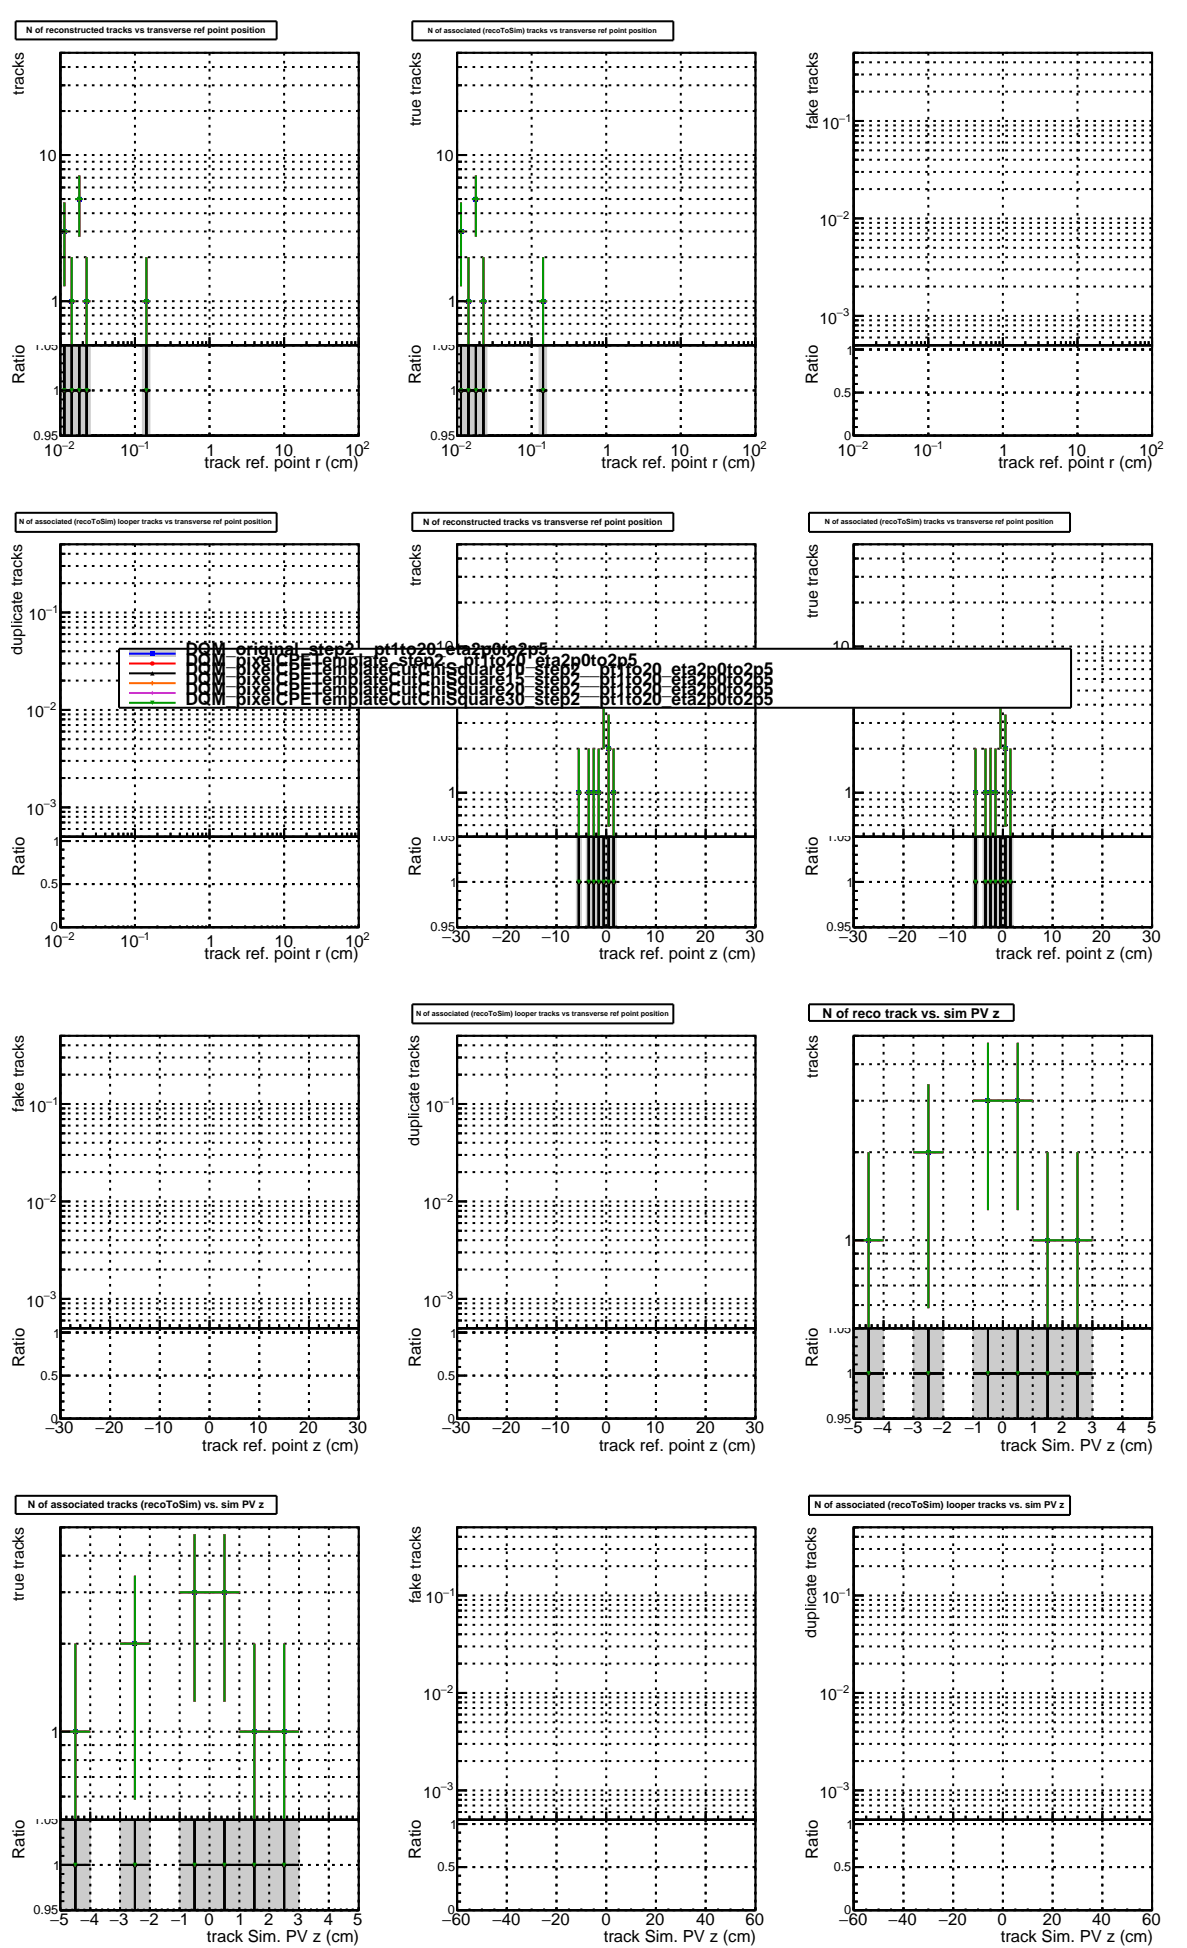 N of reconstructed tracks vs transverse ref point position
tracks
10
1
Ratio
1.05
1
0.95
10−2 10−1 1 10 102
track ref. point r (cm)
N of associated (recoToSim) tracks vs transverse ref point position
true tracks
10
1
Ratio
1.05
1
0.95
10−2 10−1 1 10 102
track ref. point r (cm)
fake tracks
10−1
10−2
10−3
Ratio
1
0.5
0
10−2 10−1 1 10 102
track ref. point r (cm)
N of associated (recoToSim) looper tracks vs transverse ref point position
duplicate tracks
10−1
10−2
10−3
Ratio
1
0.5
0
10−2 10−1 1 10 102
track ref. point r (cm)
N of reconstructed tracks vs transverse ref point position
tracks
10
1
Ratio
1.05
1
0.95
−30 −20 −10 0 10 20 30
track ref. point z (cm)
N of associated (recoToSim) tracks vs transverse ref point position
true tracks
10
1
Ratio
1.05
1
0.95
−30 −20 −10 0 10 20 30
track ref. point z (cm)
DQM_original_step2__pt1to20_eta2p0to2p5
DQM_pixelCPETemplate_step2__pt1to20_eta2p0to2p5
DQM_pixelCPETemplateCutChiSquare10_step2__pt1to20_eta2p0to2p5
DQM_pixelCPETemplateCutChiSquare15_step2__pt1to20_eta2p0to2p5
DQM_pixelCPETemplateCutChiSquare20_step2__pt1to20_eta2p0to2p5
DQM_pixelCPETemplateCutChiSquare30_step2__pt1to20_eta2p0to2p5
fake tracks
10−1
10−2
10−3
Ratio
1
0.5
0
−30 −20 −10 0 10 20 30
track ref. point z (cm)
N of associated (recoToSim) looper tracks vs transverse ref point position
duplicate tracks
10−1
10−2
10−3
Ratio
1
0.5
0
−30 −20 −10 0 10 20 30
track ref. point z (cm)
N of reco track vs. sim PV z
tracks
1
Ratio
1.05
1
0.95
−5 −4 −3 −2 −1 0 1 2 3 4 5
track Sim. PV z (cm)
N of associated tracks (recoToSim) vs. sim PV z
true tracks
1
Ratio
1.05
1
0.95
−5 −4 −3 −2 −1 0 1 2 3 4 5
track Sim. PV z (cm)
fake tracks
10−1
10−2
10−3
Ratio
1
0.5
0
−60 −40 −20 0 20 40 60
track Sim. PV z (cm)
N of associated (recoToSim) looper tracks vs. sim PV z
duplicate tracks
10−1
10−2
10−3
Ratio
1
0.5
0
−60 −40 −20 0 20 40 60
track Sim. PV z (cm)